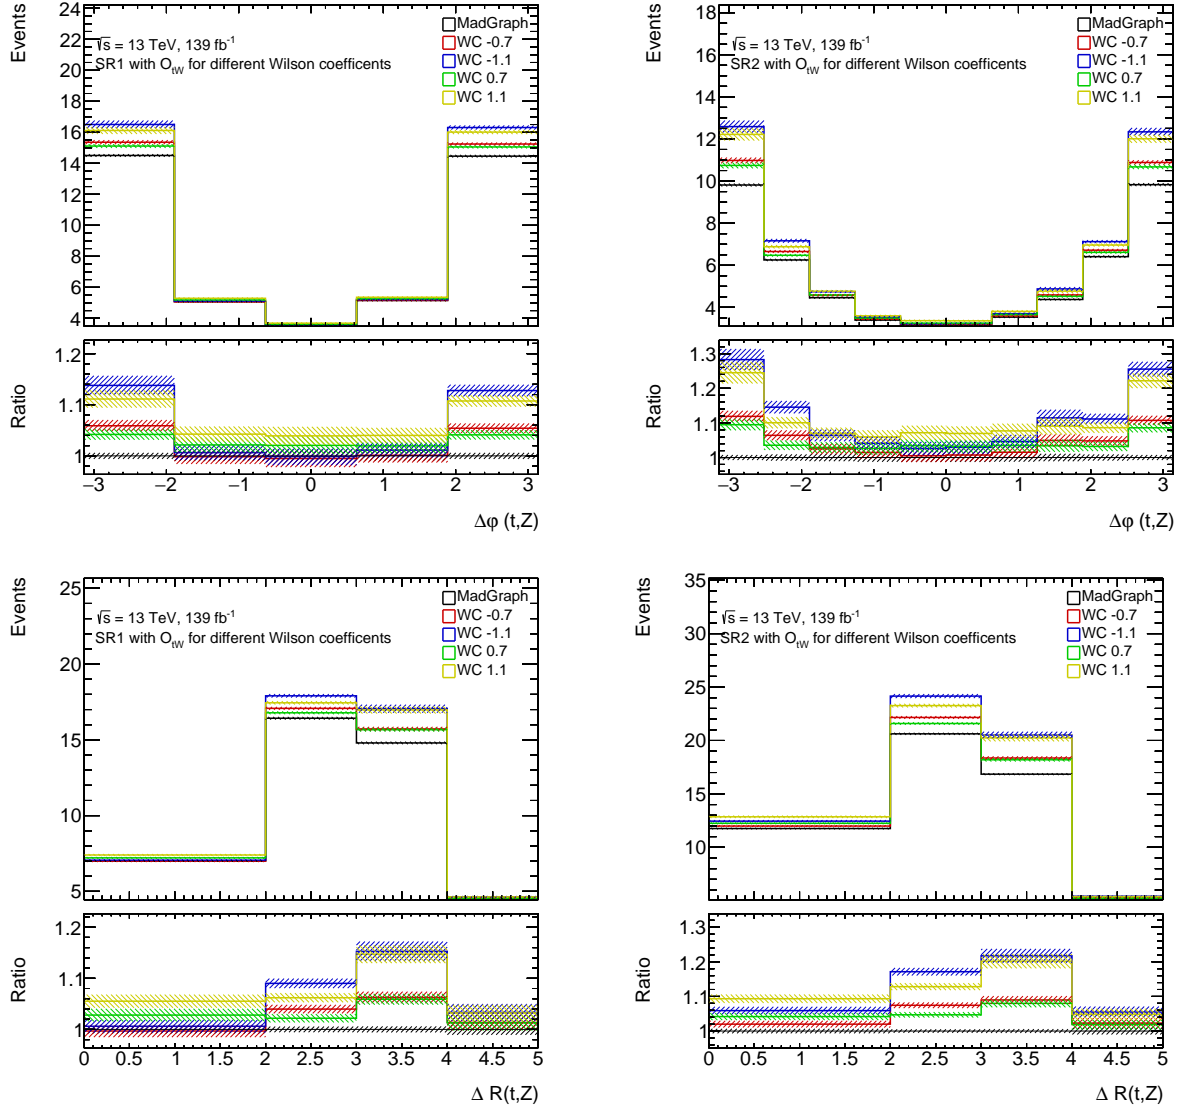 Events
24
22
20
18
16
14
12
10
8
6
4
√s = 13 TeV, 139 fb-1
SR1 with OtW for different Wilson coefficents
MadGraph
WC -0.7
WC -1.1
WC 0.7
WC 1.1
Ratio
1.2
1.1
1
−3 −2 −1 0 1 2 3
Δφ (t,Z)
Events
18
16
14
12
10
8
6
4
√s = 13 TeV, 139 fb-1
SR2 with OtW for different Wilson coefficents
MadGraph
WC -0.7
WC -1.1
WC 0.7
WC 1.1
Ratio
1.3
1.2
1.1
1
−3 −2 −1 0 1 2 3
Δφ (t,Z)
Events
25
20
15
10
5
√s = 13 TeV, 139 fb-1
SR1 with OtW for different Wilson coefficents
MadGraph
WC -0.7
WC -1.1
WC 0.7
WC 1.1
Ratio
1.2
1.1
1
0 0.5 1 1.5 2 2.5 3 3.5 4 4.5 5
Δ R(t,Z)
Events
35
30
25
20
15
10
√s = 13 TeV, 139 fb-1
SR2 with OtW for different Wilson coefficents
MadGraph
WC -0.7
WC -1.1
WC 0.7
WC 1.1
Ratio
1.3
1.2
1.1
1
0 0.5 1 1.5 2 2.5 3 3.5 4 4.5 5
Δ R(t,Z)